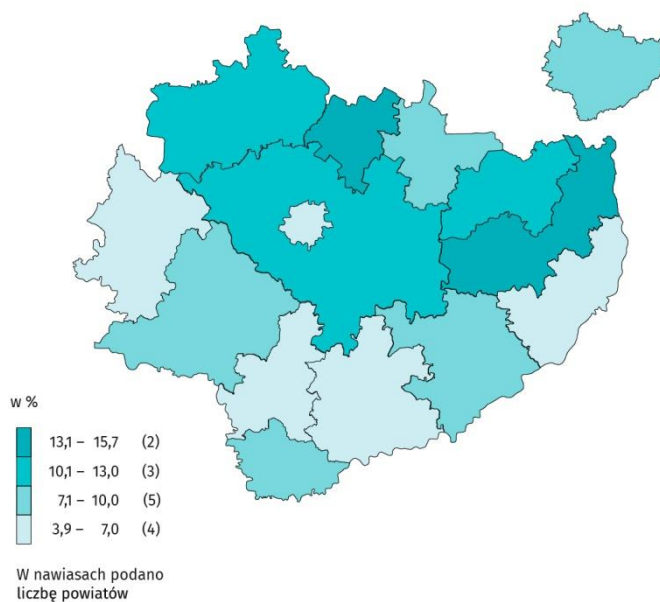 w %
13,1 – 15,7 (2)
10,1 – 13,0 (3)
7,1 – 10,0 (5)
3,9 – 7,0 (4)
W nawiasach podano
liczbę powiatów